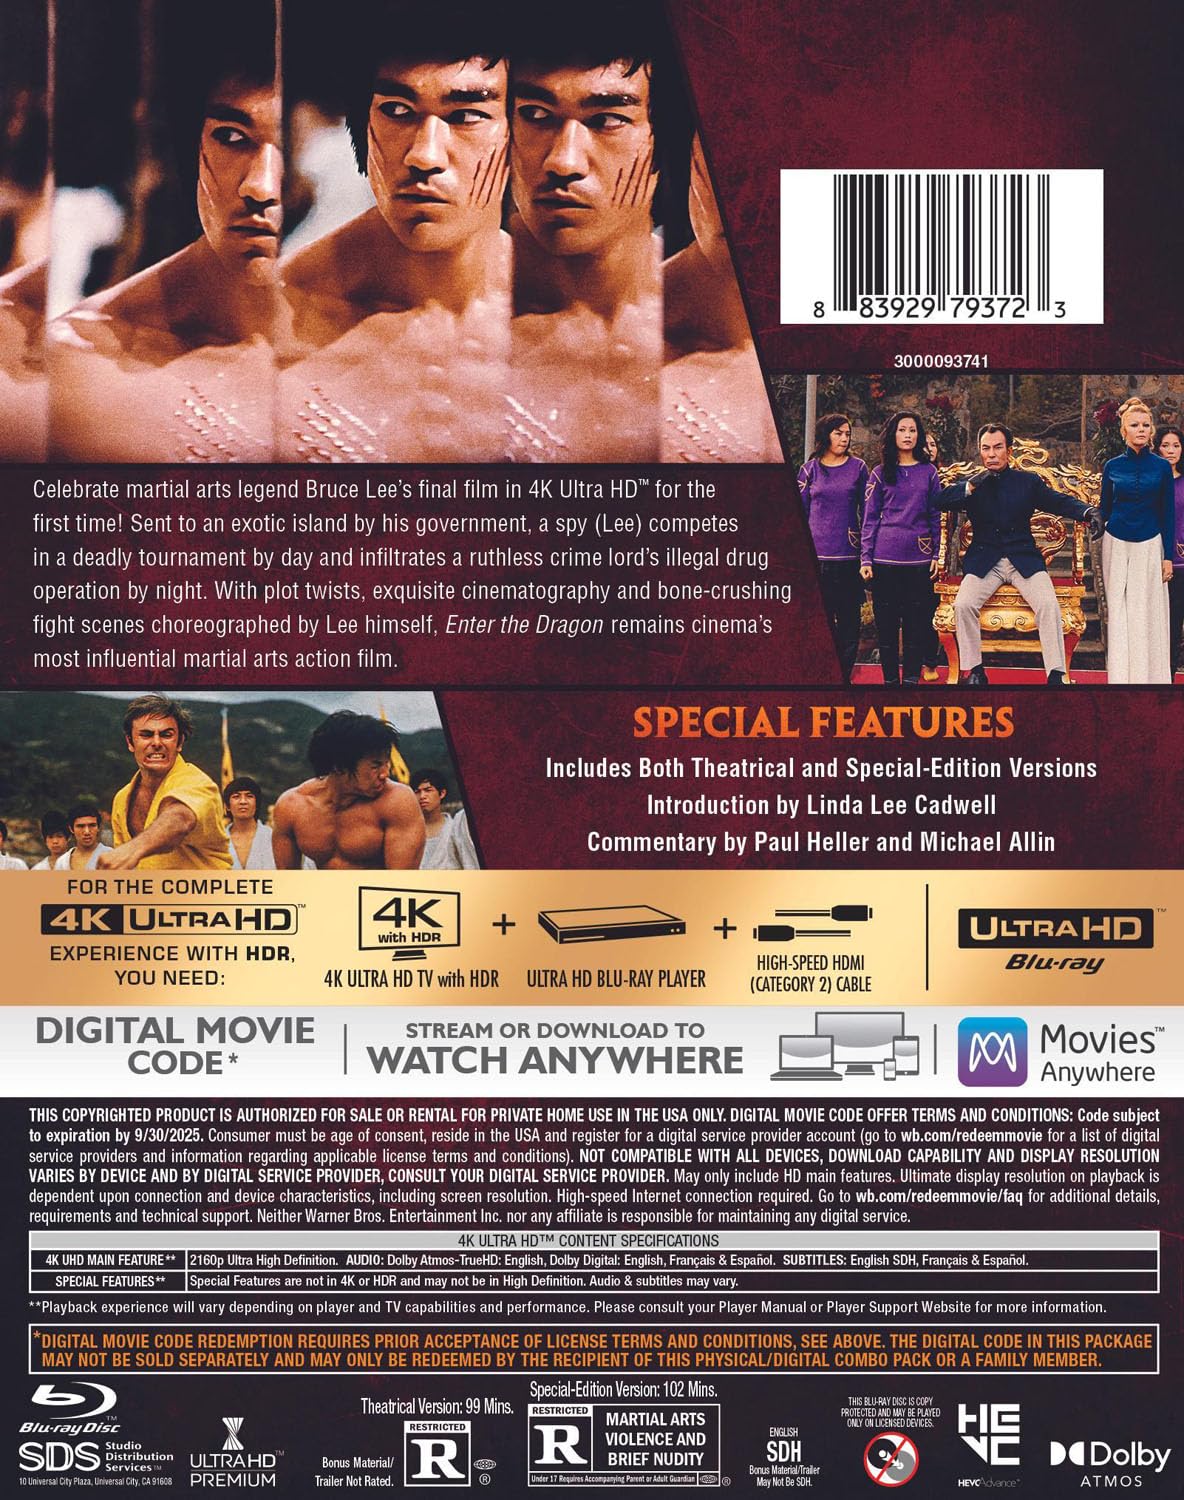 8 83929 79372 3
3000093741
Celebrate martial arts legend Bruce Lee's final film in 4K Ultra HD™ for the
first time! Sent to an exotic island by his government, a spy (Lee) competes
in a deadly tournament by day and infiltrates a ruthless crime lord's illegal drug
operation by night. With plot twists, exquisite cinematography and bone-crushing
fight scenes choreographed by Lee himself, Enter the Dragon remains cinema's
most influential martial arts action film.
SPECIAL FEATURES
Includes Both Theatrical and Special-Edition Versions
Introduction by Linda Lee Cadwell
Commentary by Paul Heller and Michael Allin
FOR THE COMPLETE
4K ULTRA HD™
EXPERIENCE WITH HDR,
YOU NEED:
4K
with HDR
4K ULTRA HD TV with HDR
+
ULTRA HD BLU-RAY PLAYER
+
HIGH-SPEED HDMI
(CATEGORY 2) CABLE
ULTRA HD™
Blu-ray
DIGITAL MOVIE
CODE*
STREAM OR DOWNLOAD TO
WATCH ANYWHERE
Movies™
Anywhere
THIS COPYRIGHTED PRODUCT IS AUTHORIZED FOR SALE OR RENTAL FOR PRIVATE HOME USE IN THE USA ONLY. DIGITAL MOVIE CODE OFFER TERMS AND CONDITIONS: Code subject
to expiration by 9/30/2025. Consumer must be age of consent, reside in the USA and register for a digital service provider account (go to wb.com/redeemmovie for a list of digital
service providers and information regarding applicable license terms and conditions). NOT COMPATIBLE WITH ALL DEVICES, DOWNLOAD CAPABILITY AND DISPLAY RESOLUTION
VARIES BY DEVICE AND BY DIGITAL SERVICE PROVIDER, CONSULT YOUR DIGITAL SERVICE PROVIDER. May only include HD main features. Ultimate display resolution on playback is
dependent upon connection and device characteristics, including screen resolution. High-speed Internet connection required. Go to wb.com/redeemmovie/faq for additional details,
requirements and technical support. Neither Warner Bros. Entertainment Inc. nor any affiliate is responsible for maintaining any digital service.
4K ULTRA HD™ CONTENT SPECIFICATIONS
4K UHD MAIN FEATURE** 2160p Ultra High Definition. AUDIO: Dolby Atmos-TrueHD: English, Dolby Digital: English, Français & Español. SUBTITLES: English SDH, Français & Español.
SPECIAL FEATURES** Special Features are not in 4K or HDR and may not be in High Definition. Audio & subtitles may vary.
**Playback experience will vary depending on player and TV capabilities and performance. Please consult your Player Manual or Player Support Website for more information.
*DIGITAL MOVIE CODE REDEMPTION REQUIRES PRIOR ACCEPTANCE OF LICENSE TERMS AND CONDITIONS, SEE ABOVE. THE DIGITAL CODE IN THIS PACKAGE
MAY NOT BE SOLD SEPARATELY AND MAY ONLY BE REDEEMED BY THE RECIPIENT OF THIS PHYSICAL/DIGITAL COMBO PACK OR A FAMILY MEMBER.
Blu-ray Disc™
SDS Studio
Distribution
Services™
10 Universal City Plaza, Universal City, CA 91608
ULTRA HD™
PREMIUM
Theatrical Version: 99 Mins.
Bonus Material/
Trailer Not Rated.
RESTRICTED
R
®
Special-Edition Version: 102 Mins.
RESTRICTED
R
MARTIAL ARTS
VIOLENCE AND
BRIEF NUDITY
Under 17 Requires Accompanying Parent or Adult Guardian
®
ENGLISH
SDH
Bonus Material/Trailer
May Not Be SDH.
THIS BLU-RAY DISC IS COPY
PROTECTED AND MAY BE PLAYED
ONLY ON LICENSED DEVICES.
HEVC
HEVC Advance™
Dolby
ATMOS